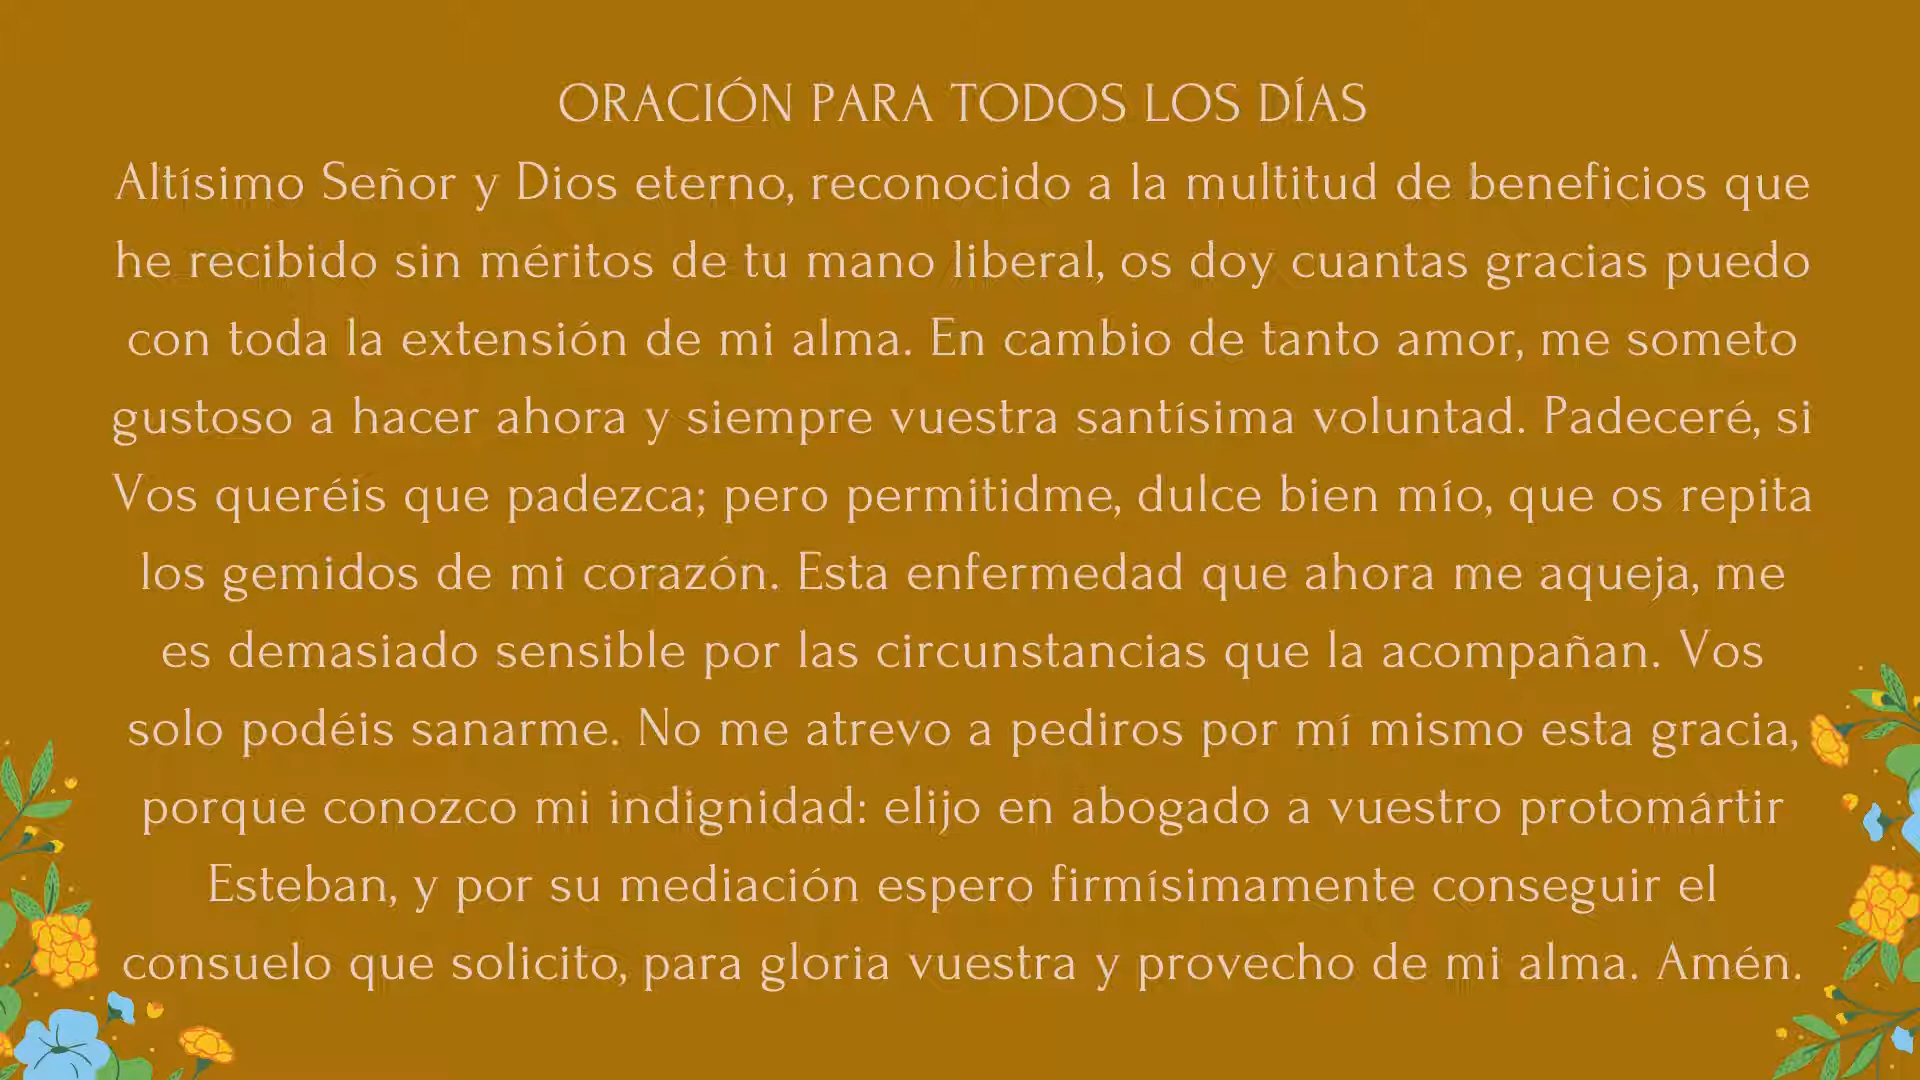 ORACIÓN PARA TODOS LOS DÍAS
Altísimo Señor y Dios eterno, reconocido a la multitud de beneficios que
he recibido sin méritos de tu mano liberal, os doy cuantas gracias puedo
con toda la extensión de mi alma. En cambio de tanto amor, me someto
gustoso a hacer ahora y siempre vuestra santísima voluntad. Padeceré, si
Vos queréis que padezca; pero permitidme, dulce bien mío, que os repita
los gemidos de mi corazón. Esta enfermedad que ahora me aqueja, me
es demasiado sensible por las circunstancias que la acompañan. Vos
solo podéis sanarme. No me atrevo a pediros por mí mismo esta gracia,
porque conozco mi indignidad: elijo en abogado a vuestro protomártir
Esteban, y por su mediación espero firmísimamente conseguir el
consuelo que solicito, para gloria vuestra y provecho de mi alma. Amén.